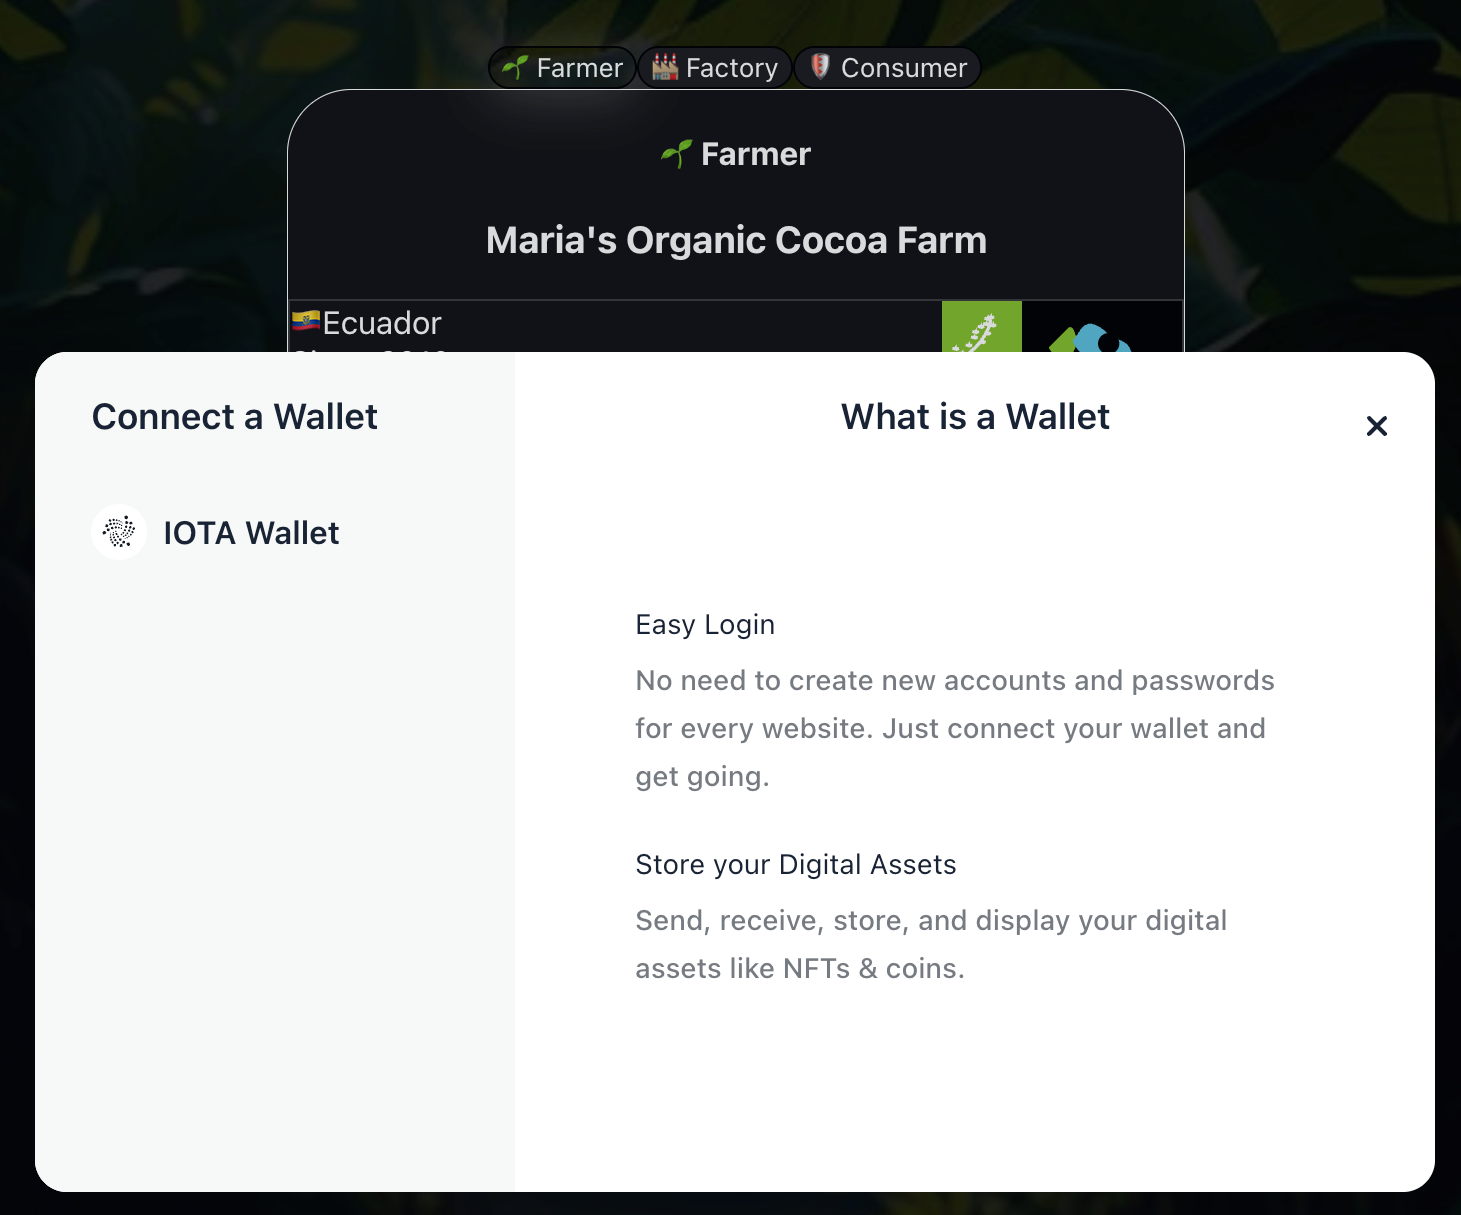 Farmer
Factory
Consumer
Farmer
Maria's Organic Cocoa Farm
Ecuador
Connect a Wallet
What is a Wallet
IOTA Wallet
Easy Login
No need to create new accounts and passwords
for every website. Just connect your wallet and
get going.
Store your Digital Assets
Send, receive, store, and display your digital
assets like NFTs & coins.